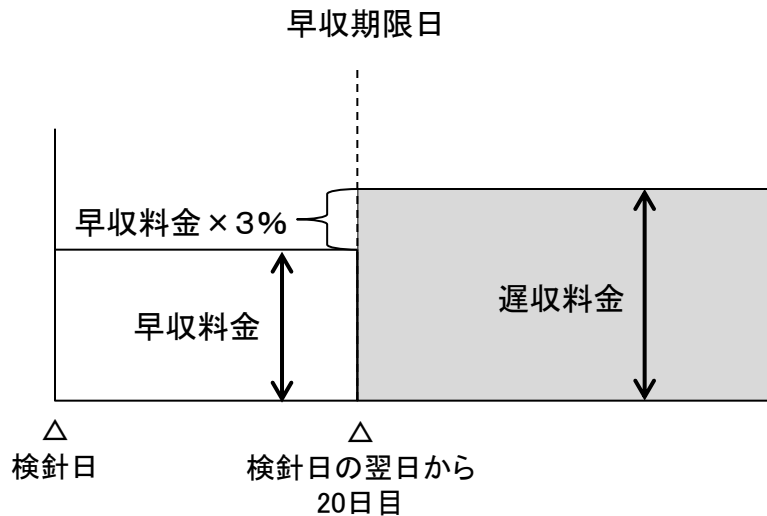 早収期限日
早収料金×3%
早収料金
遅収料金
△
検針日
△
検針日の翌日から
20日目